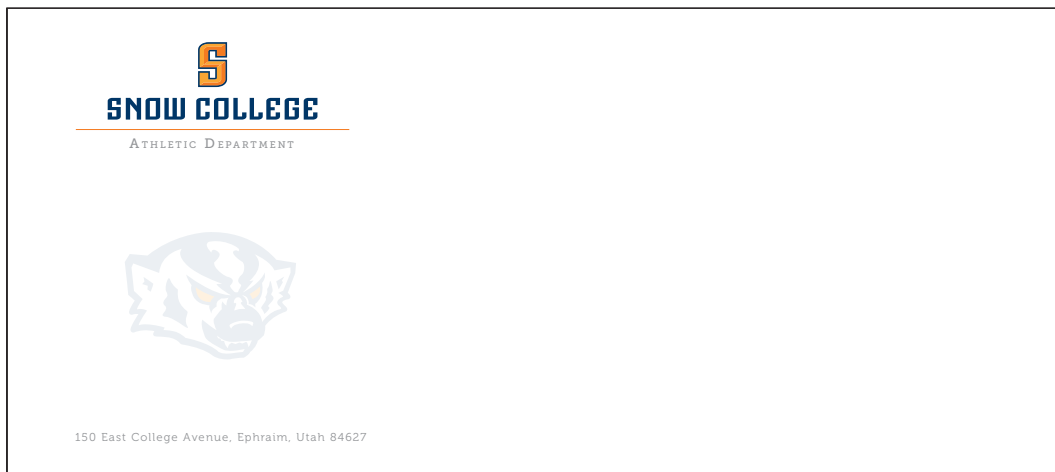 S
SNOW COLLEGE
ATHLETIC DEPARTMENT
150 East College Avenue, Ephraim, Utah 84627